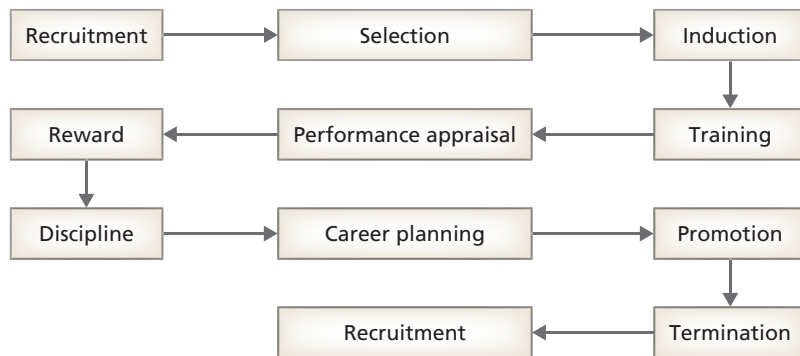 Recruitment
Selection
Induction
Reward
Performance appraisal
Training
Discipline
Career planning
Promotion
Recruitment
Termination